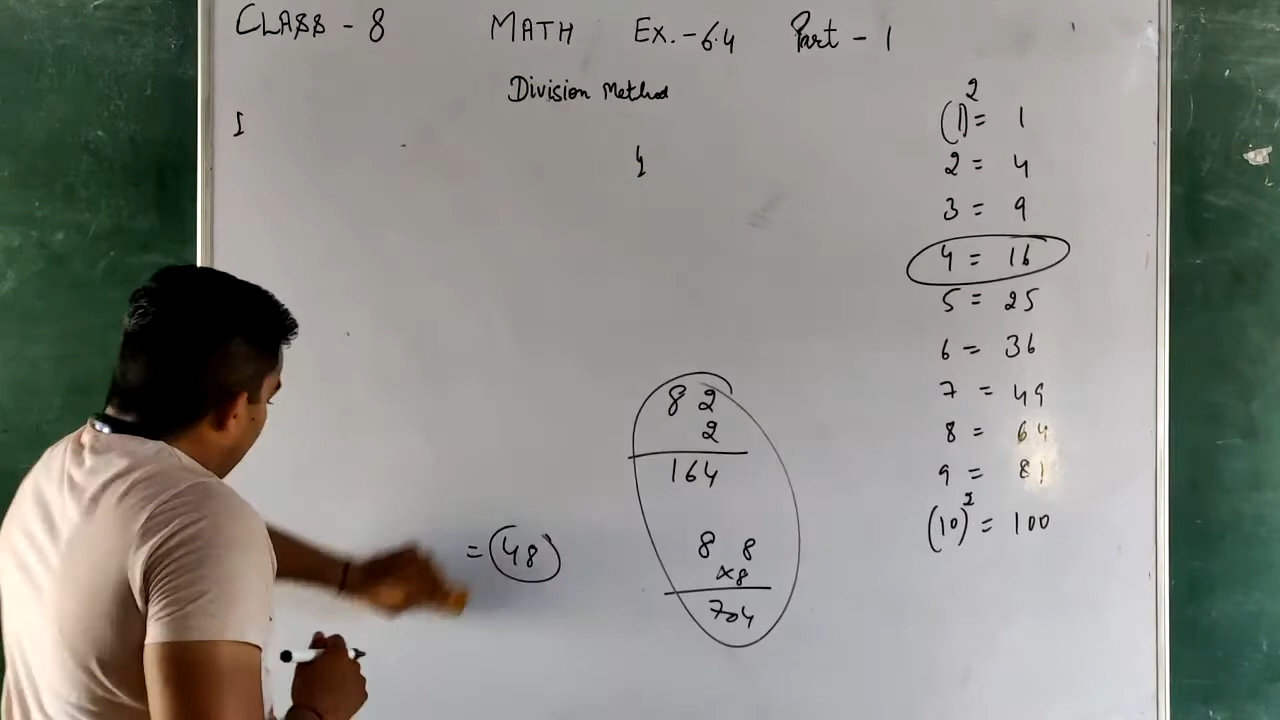 CLASS - 8 MATH EX.-6.4 Part - 1
Division Method
I
4
82
2
164
8 8
×8
704
= 48
(1)² = 1
2 = 4
3 = 9
4 = 16
5 = 25
6 = 36
7 = 49
8 = 64
9 = 81
(10)² = 100